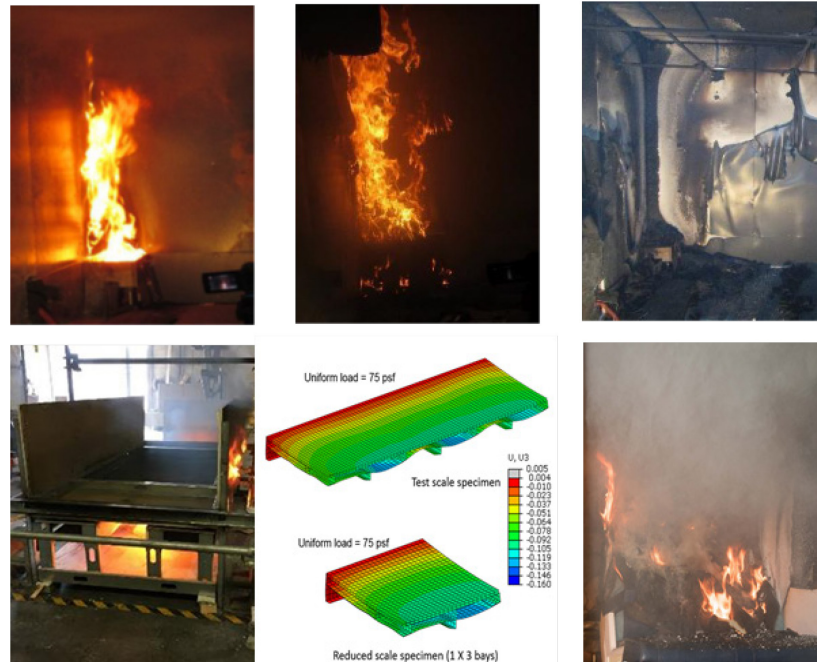 Uniform load = 75 psf
Test scale specimen
U, U3
0.005
0.004
-0.010
-0.023
-0.037
-0.051
-0.064
-0.078
-0.092
-0.105
-0.119
-0.133
-0.146
-0.160
Uniform load = 75 psf
Reduced scale specimen (1 X 3 bays)